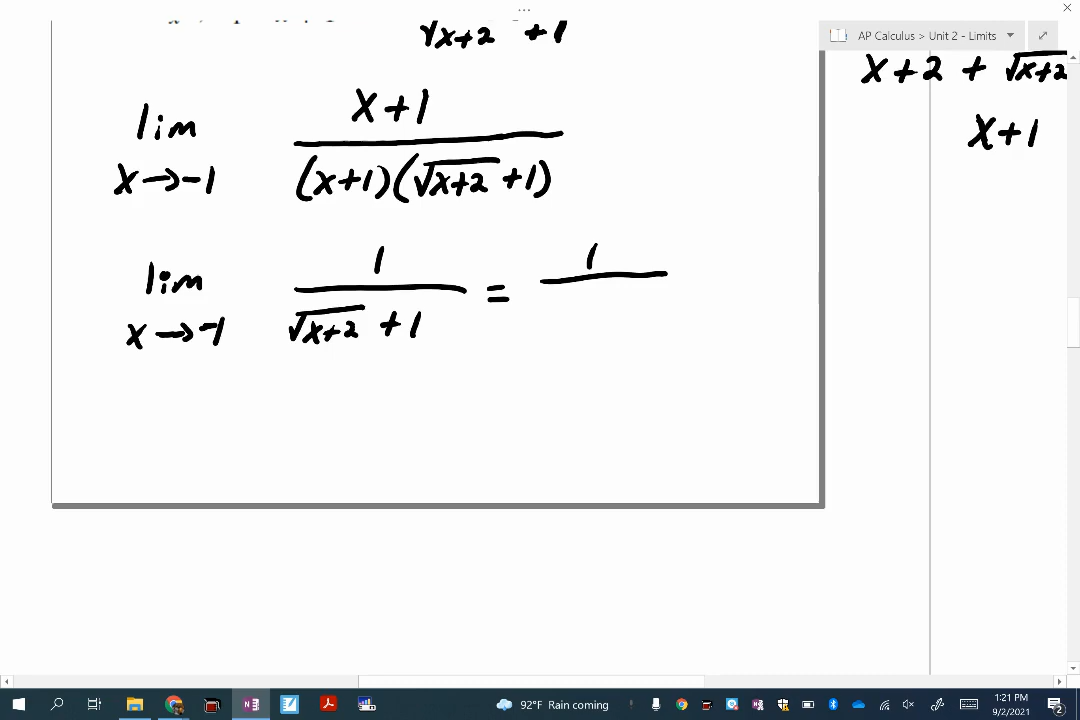 √x+2 + 1
AP Calculus > Unit 2 - Limits
x+2 + √x+2
x+1
lim x+1
x→-1 (x+1)(√x+2 +1)
lim 1 = 1
x→-1 √x+2 + 1
92°F Rain coming
1:21 PM
9/2/2021
2